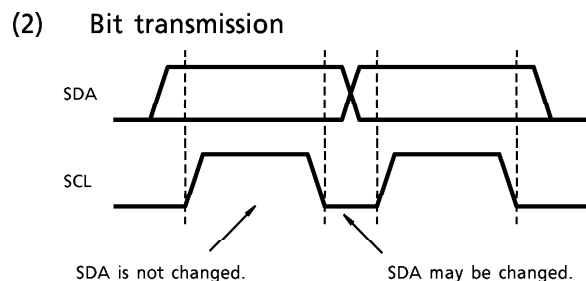 (2) Bit transmission
SDA
SCL
SDA is not changed.
SDA may be changed.